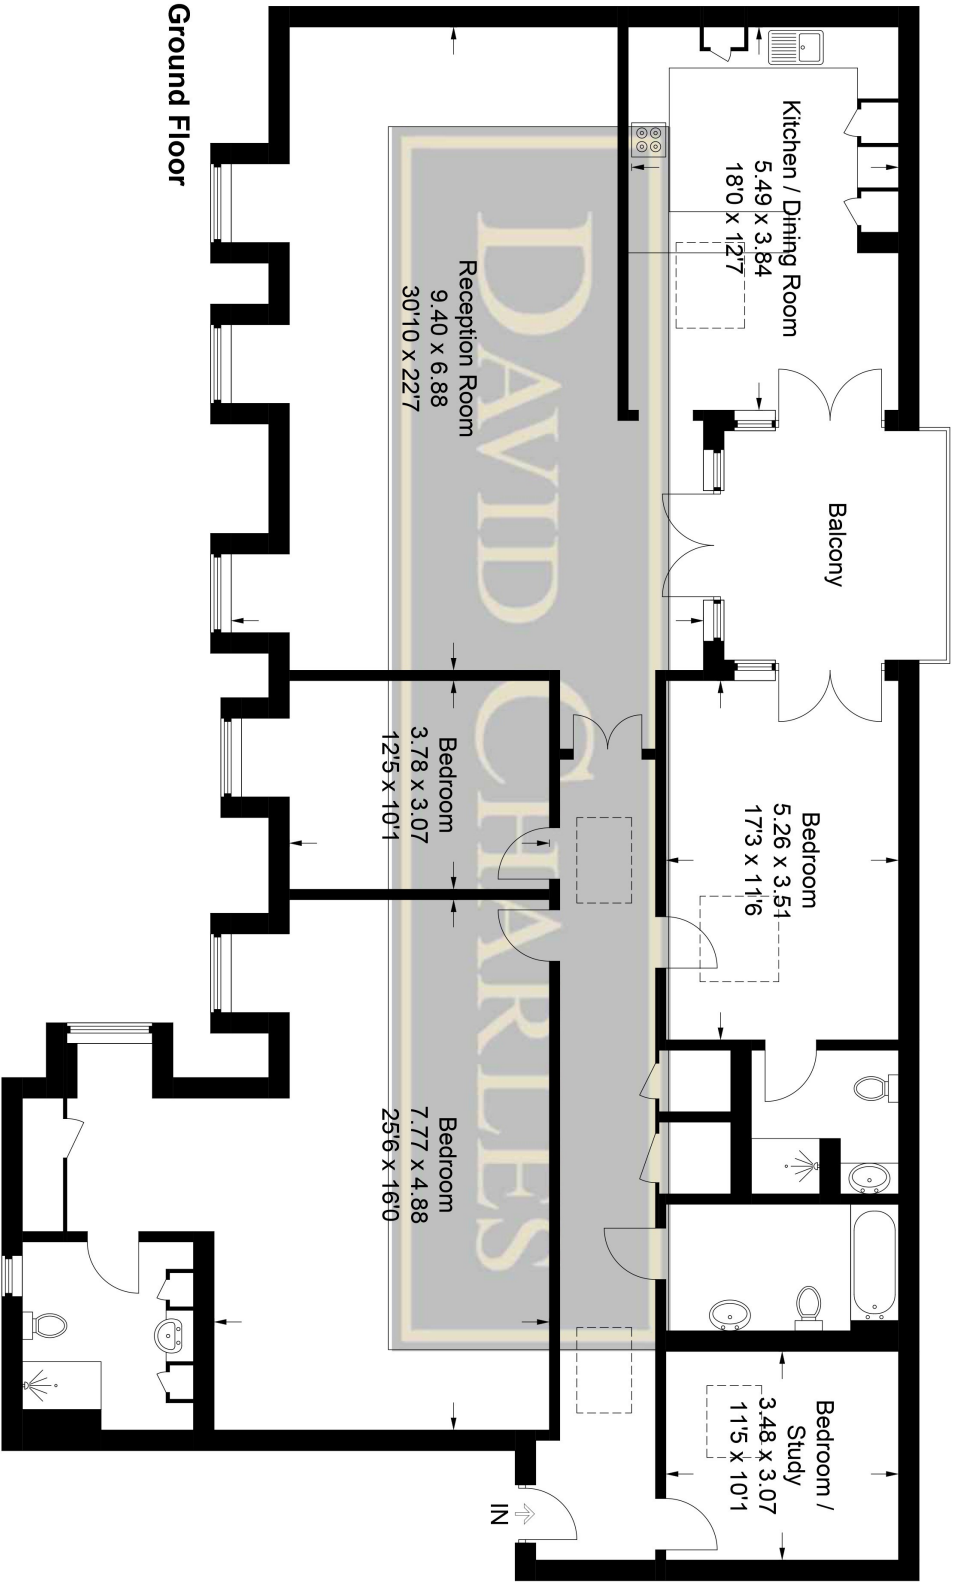 Ground Floor
Kitchen / Dining Room
5.49 x 3.84
18'0 x 12'7
Reception Room
9.40 x 6.88
30'10 x 22'7
Balcony
Bedroom
5.26 x 3.51
17'3 x 11'6
Bedroom
3.78 x 3.07
12'5 x 10'1
Bedroom
7.77 x 4.88
25'6 x 16'0
Bedroom /
Study
3.48 x 3.07
11'5 x 10'1
IN
DAVID CHARLES